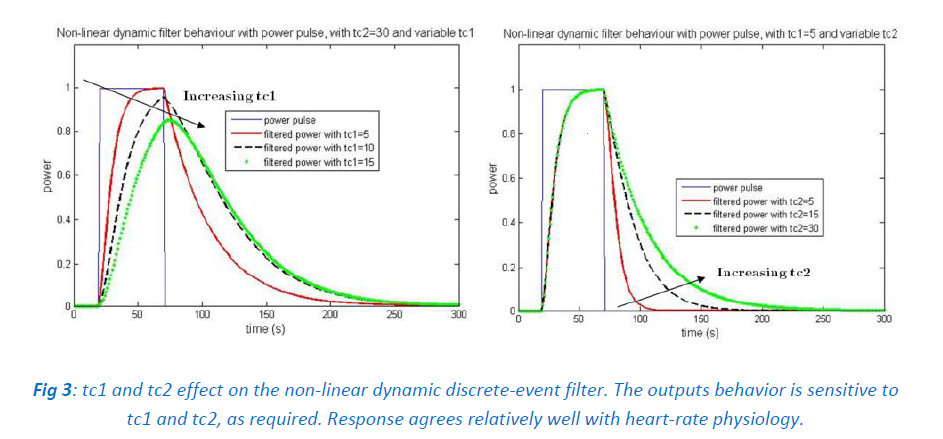 Non-linear dynamic filter behaviour with power pulse, with tc2=30 and variable tc1
1
0.8
0.6
0.4
0.2
0
power
Increasing tc1
power pulse
filtered power with tc1=5
filtered power with tc1=10
filtered power with tc1=15
0
50
100
150
200
250
300
time (s)
Non-linear dynamic filter behaviour with power pulse, with tc1=5 and variable tc2
1
0.8
0.6
0.4
0.2
0
power
power pulse
filtered power with tc2=5
filtered power with tc2=15
filtered power with tc2=30
Increasing tc2
0
50
100
150
200
250
300
time (s)
Fig 3: tc1 and tc2 effect on the non-linear dynamic discrete-event filter. The outputs behavior is sensitive to
tc1 and tc2, as required. Response agrees relatively well with heart-rate physiology.